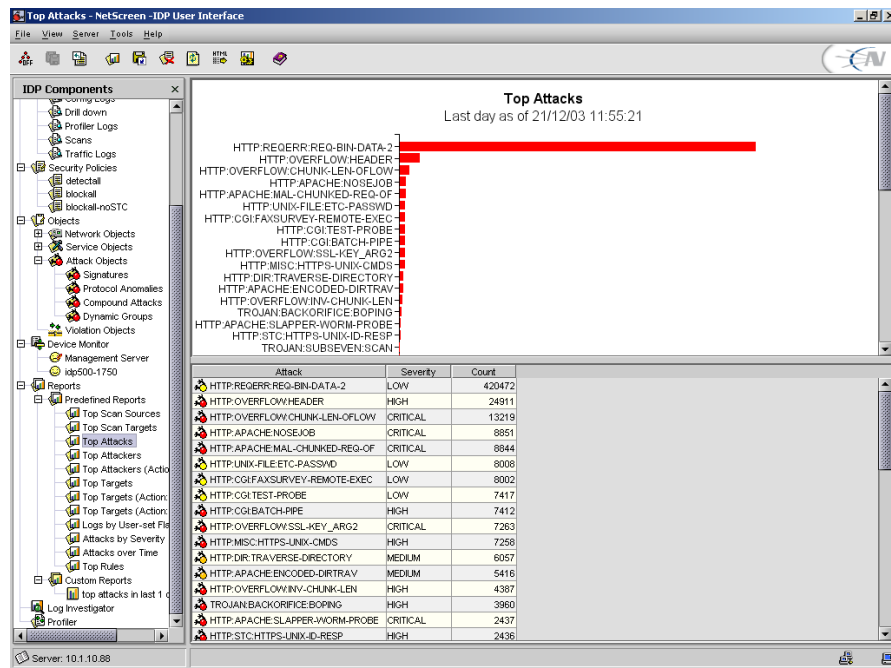 Top Attacks - NetScreen -IDP User Interface
File View Server Tools Help
OFF
HTML
IDP Components
Config Logs
Drill down
Profiler Logs
Scans
Traffic Logs
Security Policies
detectall
blockall
blockall-noSTC
Objects
Network Objects
Service Objects
Attack Objects
Signatures
Protocol Anomalies
Compound Attacks
Dynamic Groups
Violation Objects
Device Monitor
Management Server
idp500-1750
Reports
Predefined Reports
Top Scan Sources
Top Scan Targets
Top Attacks
Top Attackers
Top Attackers (Actio
Top Targets
Top Targets (Action:
Top Targets (Action:
Logs by User-set Fla
Attacks by Severity
Attacks over Time
Top Rules
Custom Reports
top attacks in last 1 d
Log Investigator
Profiler
Top Attacks
Last day as of 21/12/03 11:55:21
HTTP:REQERR:REQ-BIN-DATA-2
HTTP:OVERFLOW:HEADER
HTTP:OVERFLOW:CHUNK-LEN-OFLOW
HTTP:APACHE:NOSEJOB
HTTP:APACHE:MAL-CHUNKED-REQ-OF
HTTP:UNIX-FILE:ETC-PASSWD
HTTP:CGI:FAXSURVEY-REMOTE-EXEC
HTTP:CGI:TEST-PROBE
HTTP:CGI:BATCH-PIPE
HTTP:OVERFLOW:SSL-KEY_ARG2
HTTP:MISC:HTTPS-UNIX-CMDS
HTTP:DIR:TRAVERSE-DIRECTORY
HTTP:APACHE:ENCODED-DIRTRAV
HTTP:OVERFLOW:INV-CHUNK-LEN
TROJAN:BACKORIFICE:BOPING
HTTP:APACHE:SLAPPER-WORM-PROBE
HTTP:STC:HTTPS-UNIX-ID-RESP
TROJAN:SUBSEVEN:SCAN
Attack Severity Count
HTTP:REQERR:REQ-BIN-DATA-2 LOW 420472
HTTP:OVERFLOW:HEADER HIGH 24911
HTTP:OVERFLOW:CHUNK-LEN-OFLOW CRITICAL 13219
HTTP:APACHE:NOSEJOB CRITICAL 8851
HTTP:APACHE:MAL-CHUNKED-REQ-OF CRITICAL 8844
HTTP:UNIX-FILE:ETC-PASSWD LOW 8008
HTTP:CGI:FAXSURVEY-REMOTE-EXEC LOW 8002
HTTP:CGI:TEST-PROBE LOW 7417
HTTP:CGI:BATCH-PIPE HIGH 7412
HTTP:OVERFLOW:SSL-KEY_ARG2 CRITICAL 7263
HTTP:MISC:HTTPS-UNIX-CMDS HIGH 7258
HTTP:DIR:TRAVERSE-DIRECTORY MEDIUM 6057
HTTP:APACHE:ENCODED-DIRTRAV MEDIUM 5416
HTTP:OVERFLOW:INV-CHUNK-LEN HIGH 4387
TROJAN:BACKORIFICE:BOPING HIGH 3960
HTTP:APACHE:SLAPPER-WORM-PROBE CRITICAL 2437
HTTP:STC:HTTPS-UNIX-ID-RESP HIGH 2436
Server: 10.1.10.88